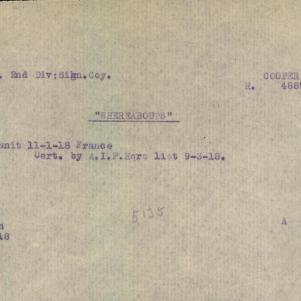 2nd Div:Sign.Coy. COOPER
H. 488
"WHEREABOUTS"
unit 11-1-18 France
Cert. by A.I.F.Hqrs list 9-3-18.
5135
A
18